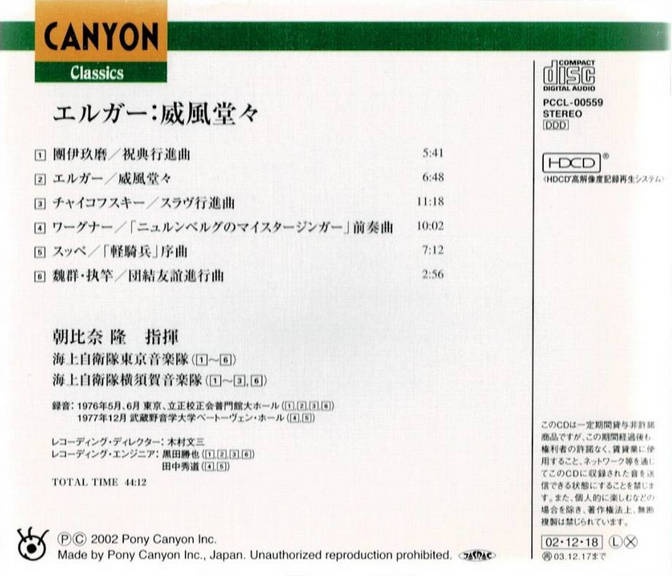 CANYON
Classics
エルガー：威風堂々
1 團伊玖磨／祝典行進曲 5:41
2 エルガー／威風堂々 6:48
3 チャイコフスキー／スラヴ行進曲 11:18
4 ワーグナー／「ニュルンベルグのマイスタージンガー」前奏曲 10:02
5 スッペ／「軽騎兵」序曲 7:12
6 魏群・执竿／団結友誼進行曲 2:56
朝比奈 隆 指揮
海上自衛隊東京音楽隊(1～6)
海上自衛隊横須賀音楽隊(1～3,6)
録音：1976年5月、6月 東京、立正校正会普門館大ホール(1,2,3,6)
1977年12月 武蔵野音学大学ベートーヴェン・ホール(4,5)
レコーディング・ディレクター：木村文三
レコーディング・エンジニア：黒田勝也(1,2,3,6)
田中秀道(4,5)
TOTAL TIME 44:12
Ⓟ© 2002 Pony Canyon Inc.
Made by Pony Canyon Inc., Japan. Unauthorized reproduction prohibited.
COMPACT
disc
DIGITAL AUDIO
PCCL-00559
STEREO
DDD
HDCD®
〈HDCD®高解像度記録再生システム〉
このCDは一定期間貸与非許諾
商品ですが、この期間経過後も、
権利者の許諾なく、賃貸業に使
用すること、ネットワーク等を通じ
てこのCDに収録された音を送
信できる状態にすることを禁じま
す。また、個人的に楽しむなどの
場合を除き、著作権法上、無断
複製は禁じられています。
02・12・18 Ⓛ Ⓧ
再03.12.17まで